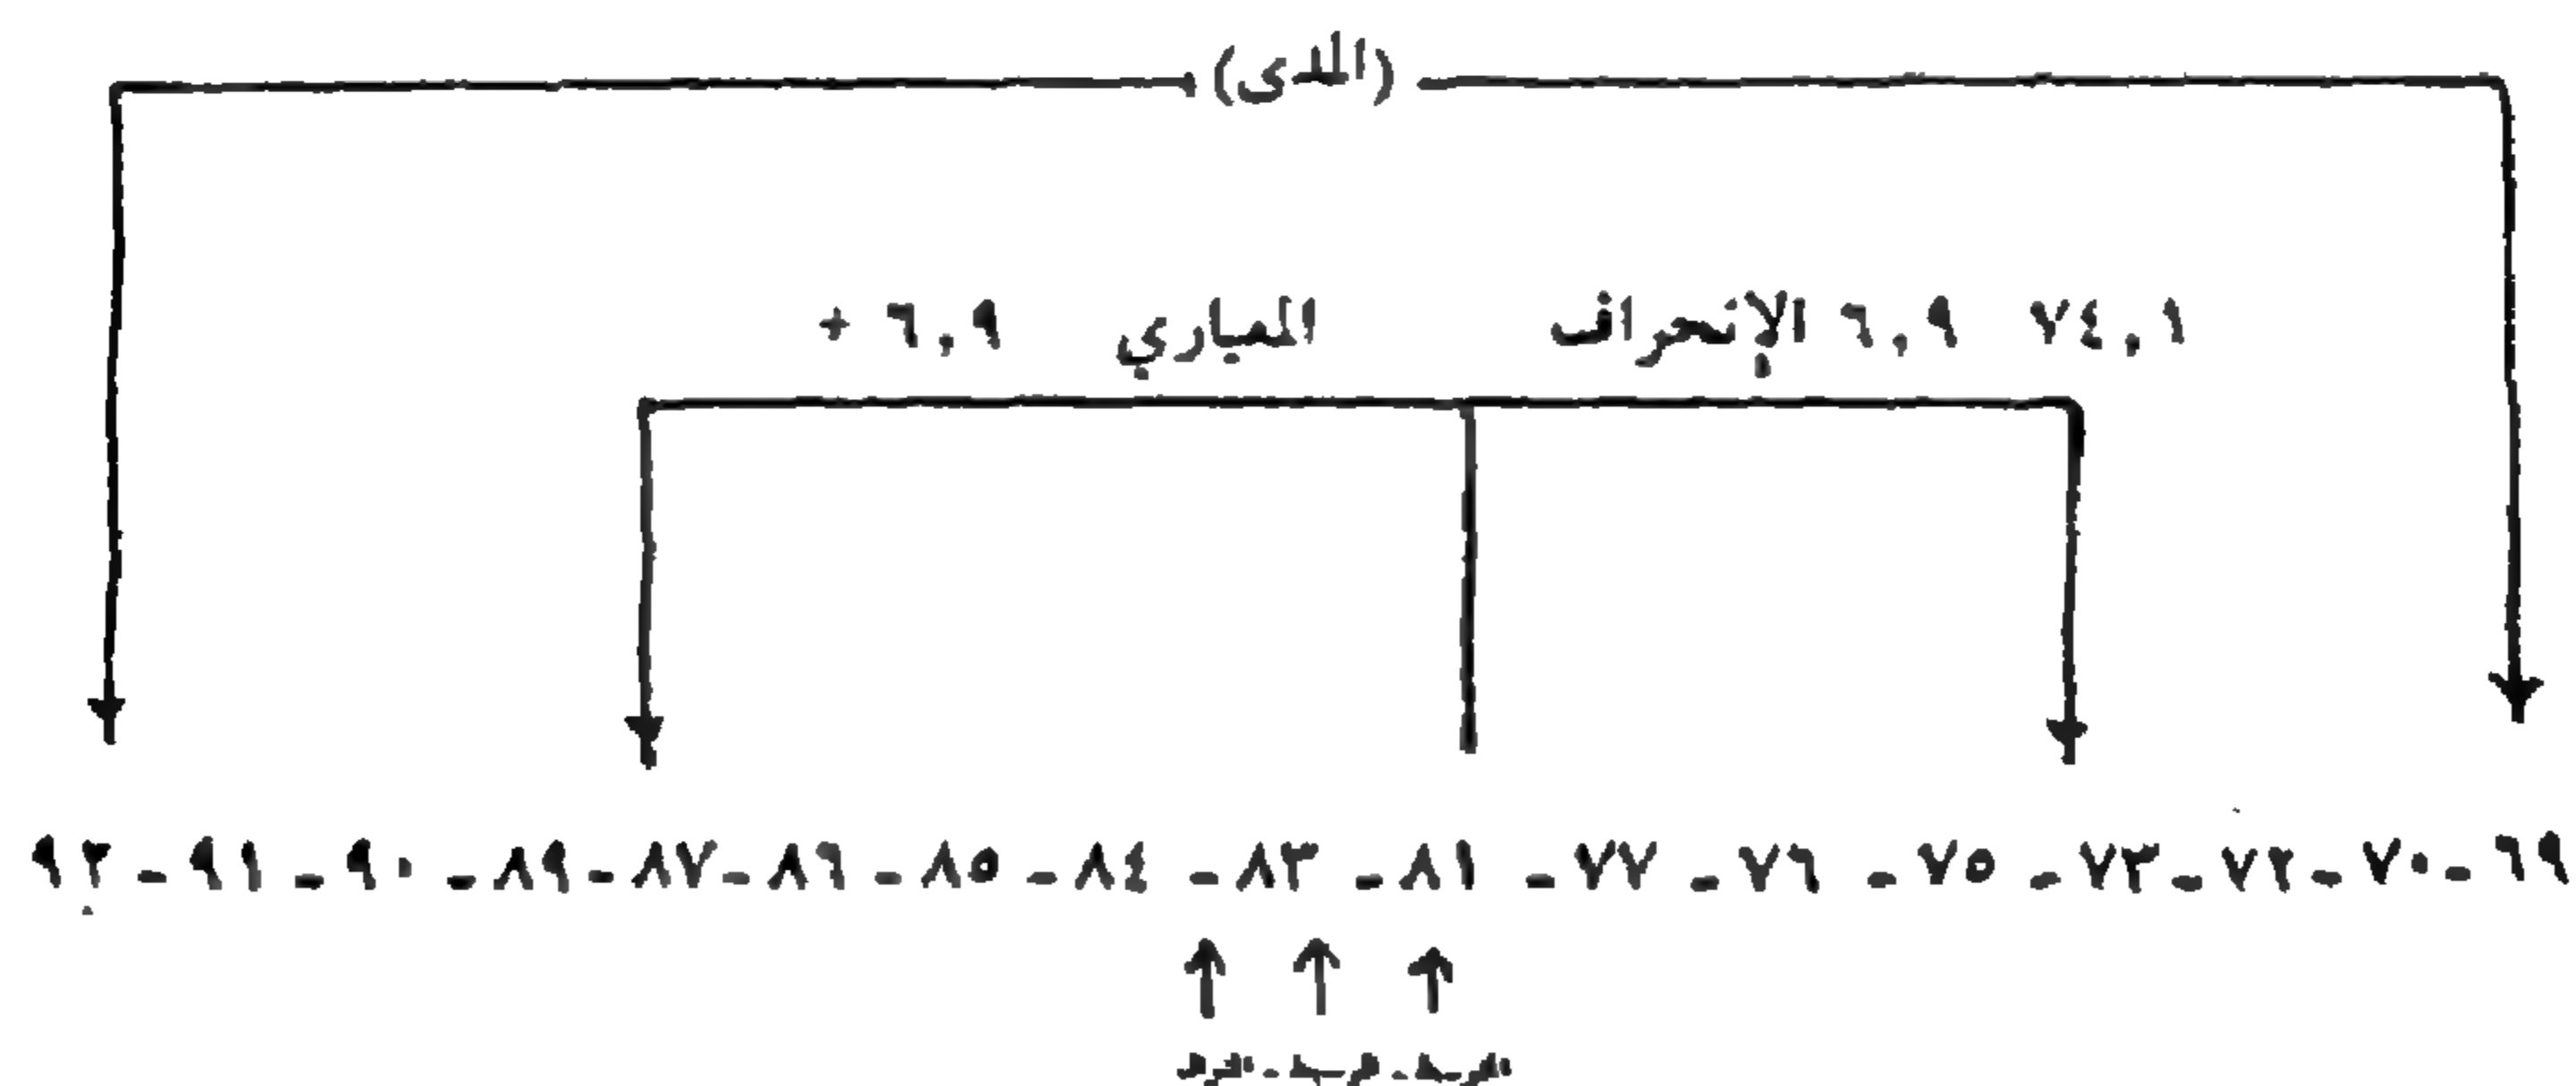 (المدى)
٧٤,١ ٦,٩ الإنحراف المعياري ٦,٩ +
٦٩ - ٧٠ - ٧٢ - ٧٣ - ٧٥ - ٧٦ - ٧٧ - ٨١ - ٨٣ - ٨٤ - ٨٥ - ٨٦ - ٨٧ - ٨٩ - ٩٠ - ٩١ - ٩٢